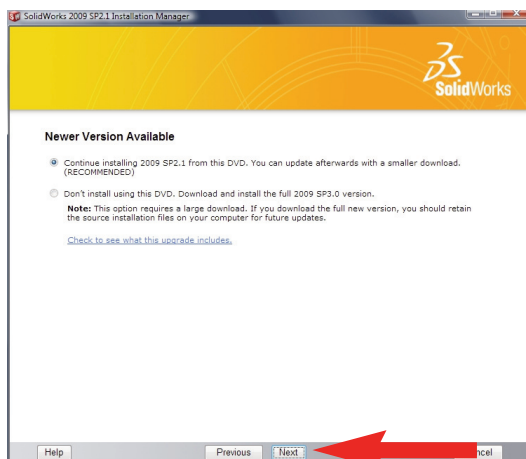 SolidWorks 2009 SP2.1 Installation Manager
SolidWorks
Newer Version Available
Continue installing 2009 SP2.1 from this DVD. You can update afterwards with a smaller download.
(RECOMMENDED)
Don't install using this DVD. Download and install the full 2009 SP3.0 version.
Note: This option requires a large download. If you download the full new version, you should retain
the source installation files on your computer for future updates.
Check to see what this upgrade includes.
Help Previous Next ncel